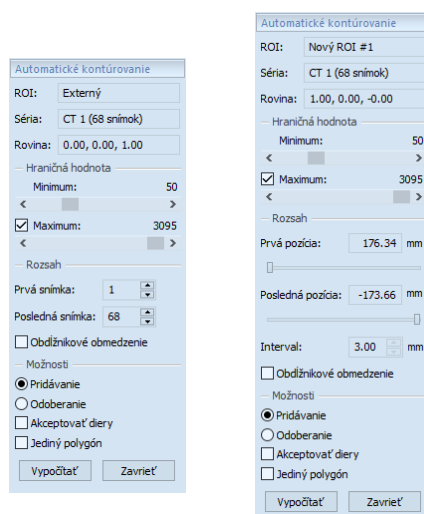 Automatické kontúrovanie
ROI: Externý
Séria: CT 1 (68 snímok)
Rovina: 0.00, 0.00, 1.00
Hraničná hodnota
Minimum: 50
Maximum: 3095
Rozsah
Prvá snímka: 1
Posledná snímka: 68
Obdĺžnikové obmedzenie
Možnosti
Pridávanie
Odoberanie
Akceptovať diery
Jediný polygón
Vypočítať Zavrieť
Automatické kontúrovanie
ROI: Nový ROI #1
Séria: CT 1 (68 snímok)
Rovina: 1.00, 0.00, -0.00
Hraničná hodnota
Minimum: 50
Maximum: 3095
Rozsah
Prvá pozícia: 176.34 mm
Posledná pozícia: -173.66 mm
Interval: 3.00 mm
Obdĺžnikové obmedzenie
Možnosti
Pridávanie
Odoberanie
Akceptovať diery
Jediný polygón
Vypočítať Zavrieť